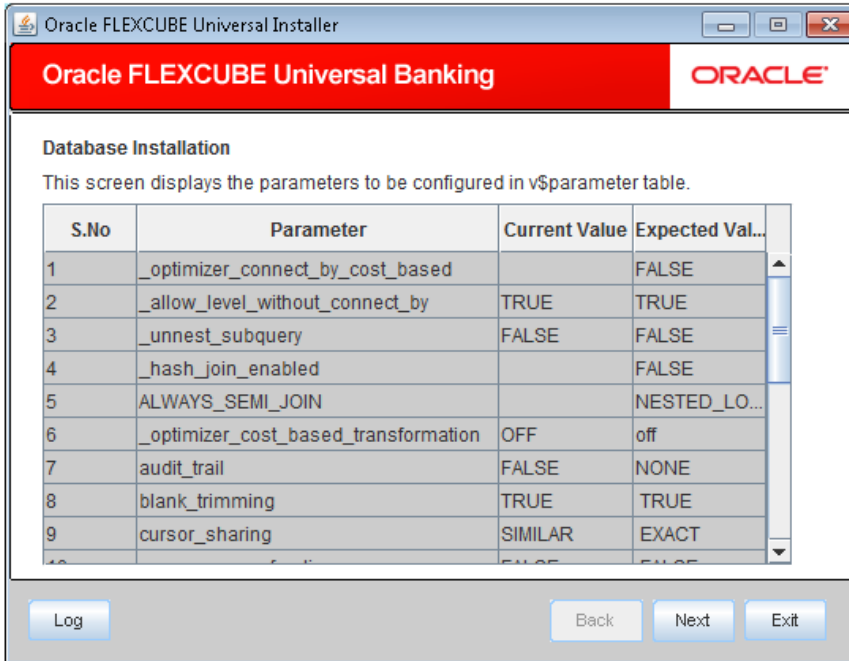 Oracle FLEXCUBE Universal Installer
Oracle FLEXCUBE Universal Banking ORACLE
Database Installation
This screen displays the parameters to be configured in v$parameter table.
S.No Parameter Current Value Expected Val...
1 _optimizer_connect_by_cost_based FALSE
2 _allow_level_without_connect_by TRUE TRUE
3 _unnest_subquery FALSE FALSE
4 _hash_join_enabled FALSE
5 ALWAYS_SEMI_JOIN NESTED_LO...
6 _optimizer_cost_based_transformation OFF off
7 audit_trail FALSE NONE
8 blank_trimming TRUE TRUE
9 cursor_sharing SIMILAR EXACT
Log Back Next Exit